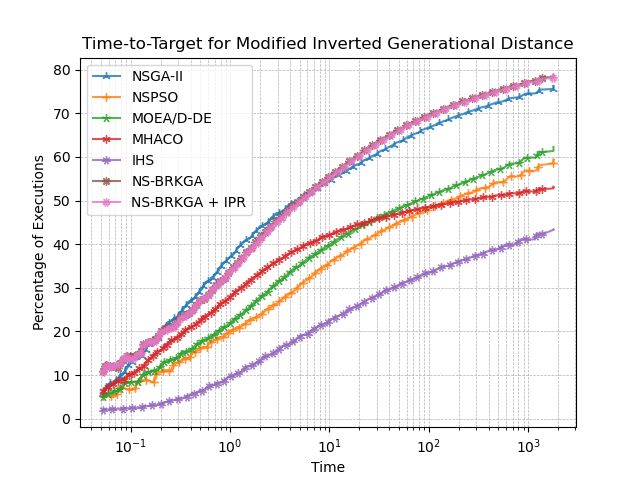 Time-to-Target for Modified Inverted Generational Distance
80
70
60
50
40
30
20
10
0
Percentage of Executions
NSGA-II
NSPSO
MOEA/D-DE
MHACO
IHS
NS-BRKGA
NS-BRKGA + IPR
10⁻¹ 10⁰ 10¹ 10² 10³
Time